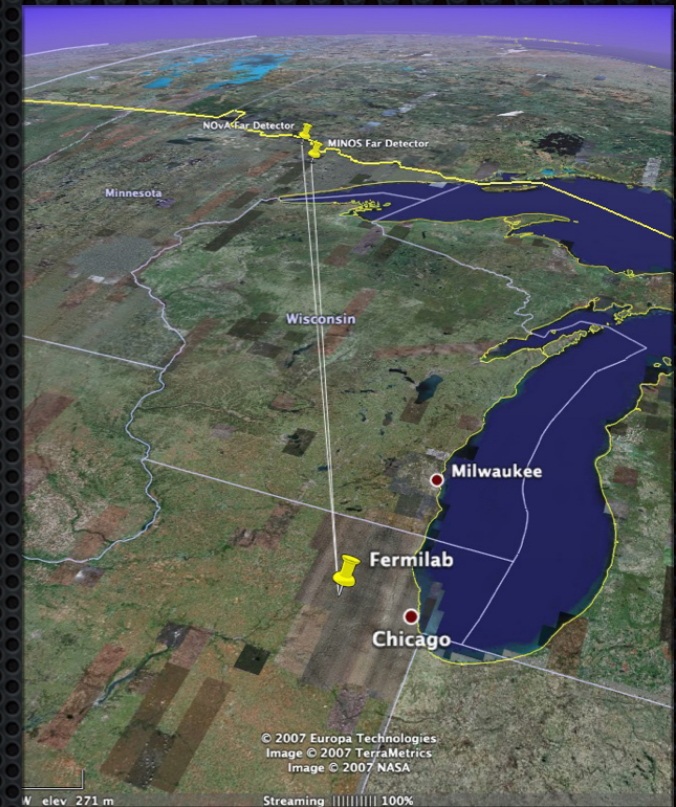 NOvA Far Detector
MINOS Far Detector
Minnesota
Wisconsin
Milwaukee
Fermilab
Chicago
© 2007 Europa Technologies
Image © 2007 TerraMetrics
Image © 2007 NASA
W elev 271 m
Streaming |||||||||| 100%